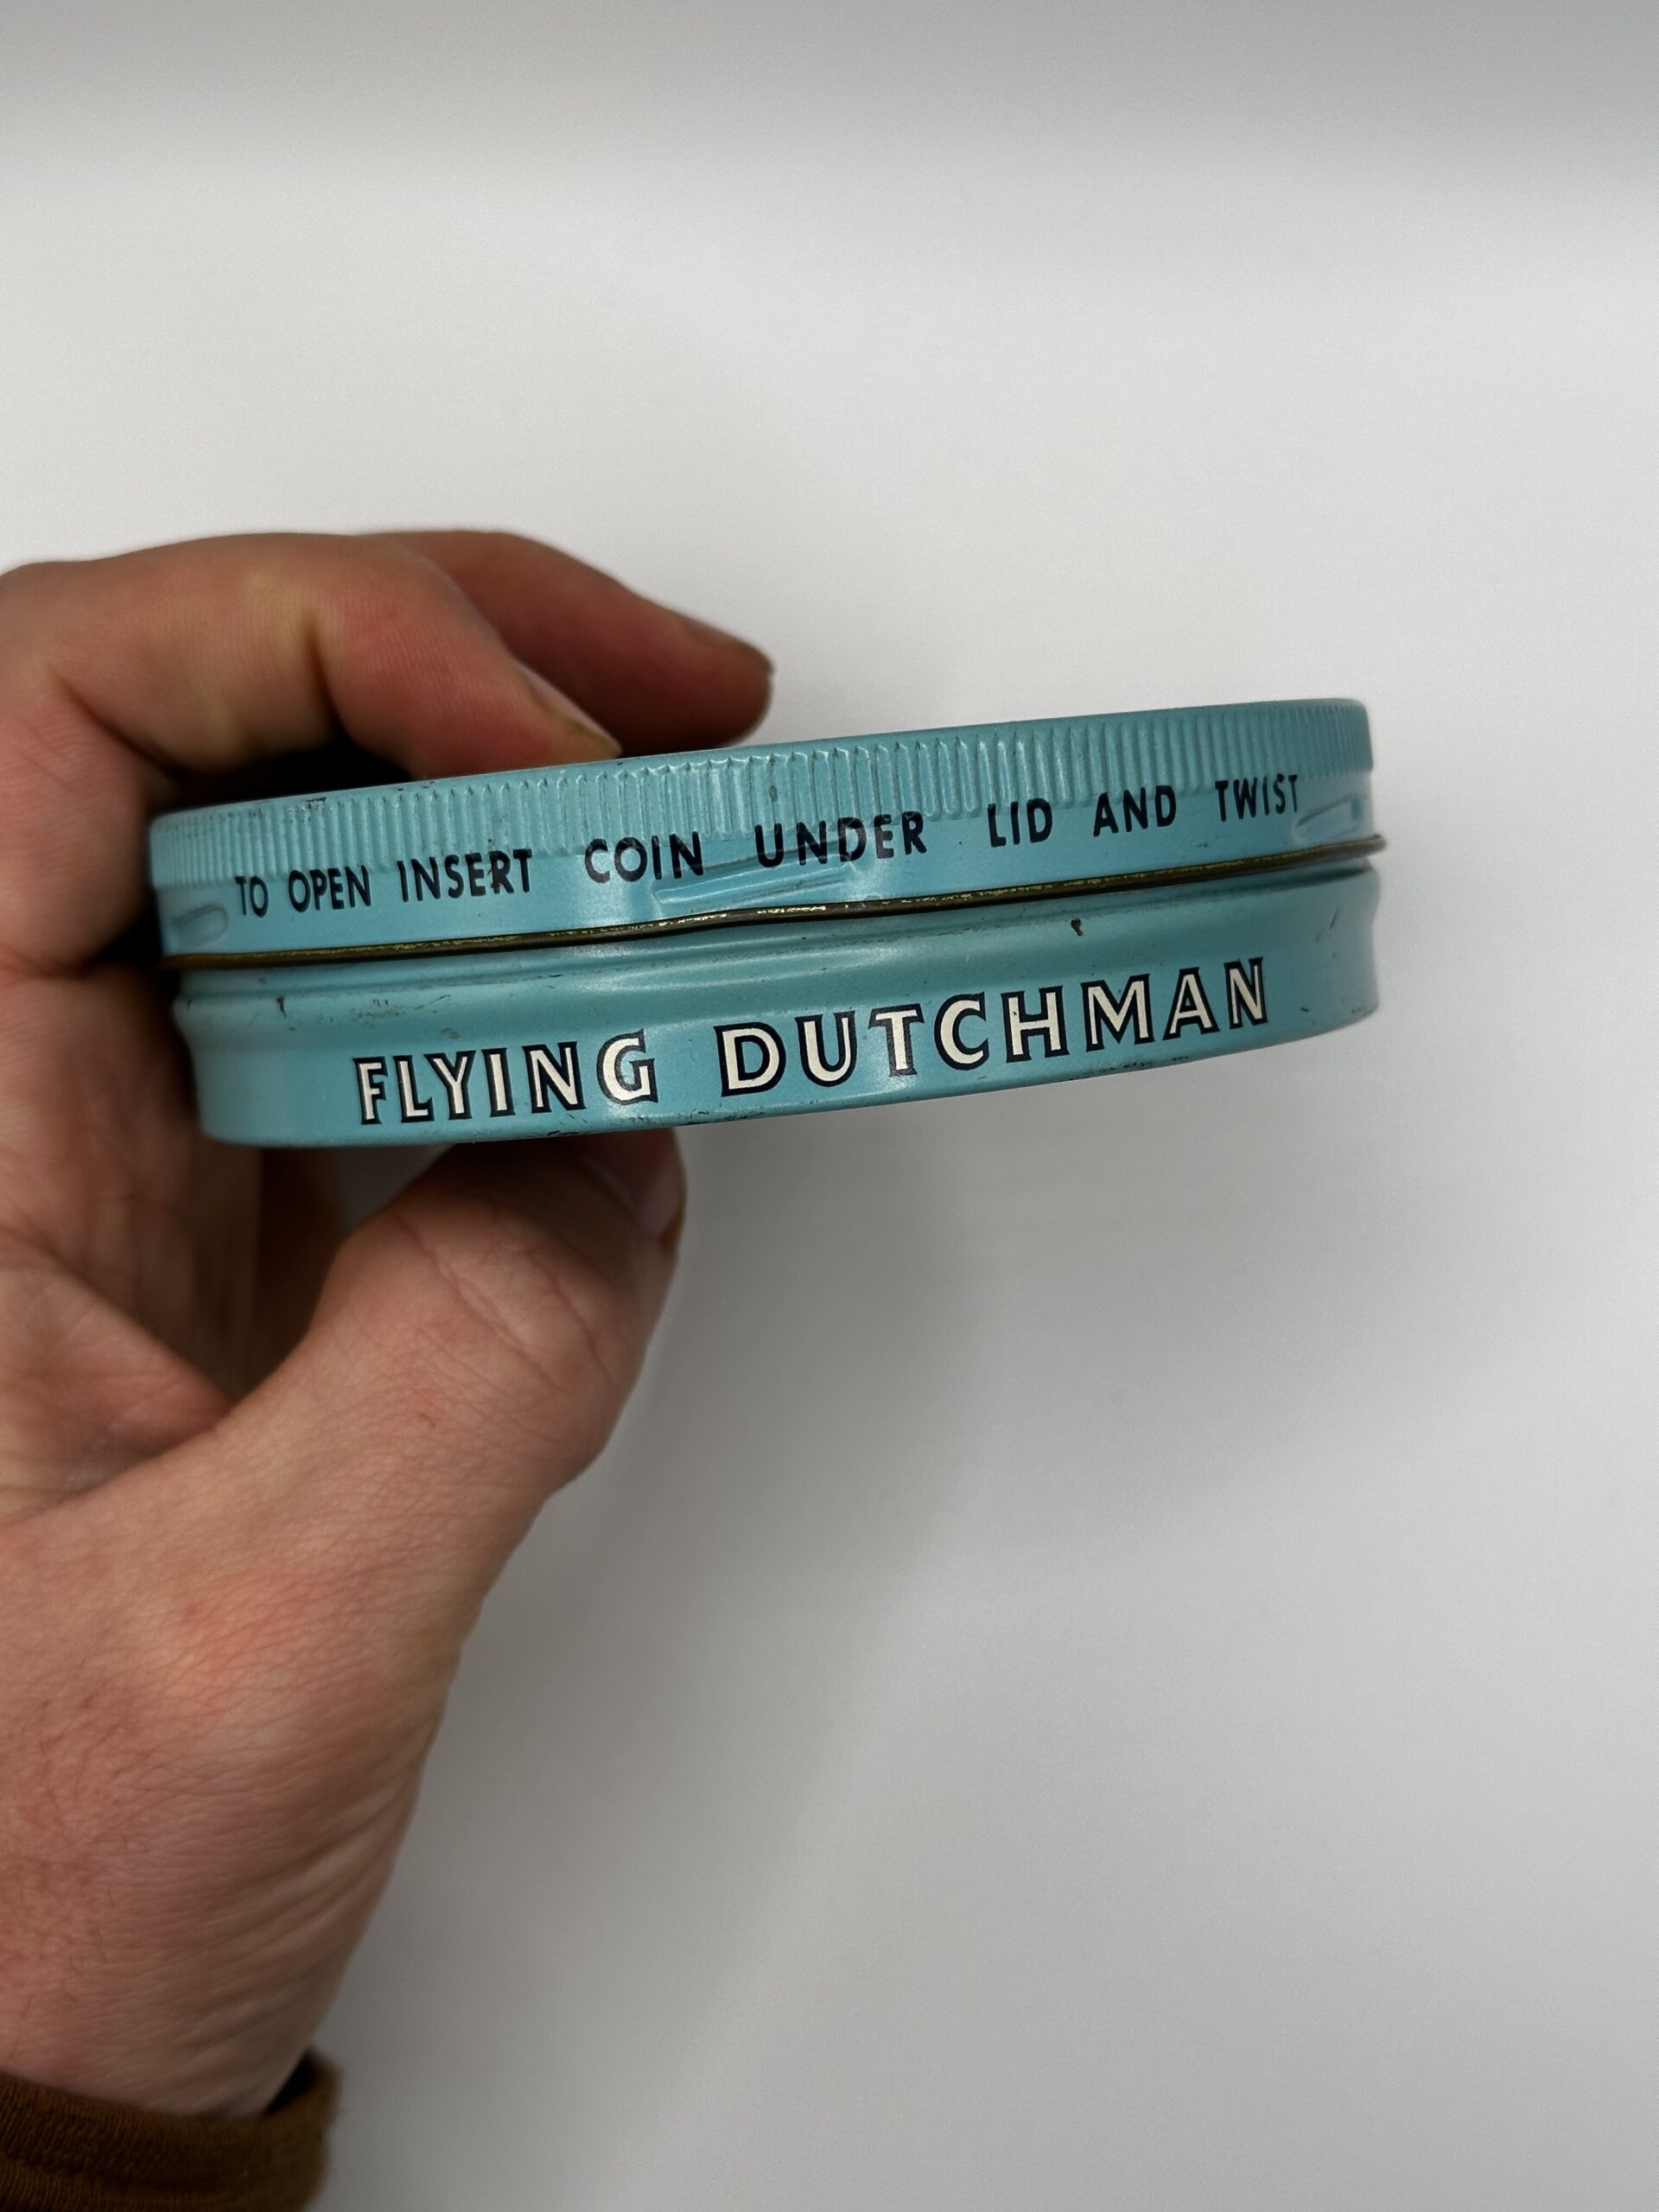 TO OPEN INSERT COIN UNDER LID AND TWIST
FLYING DUTCHMAN